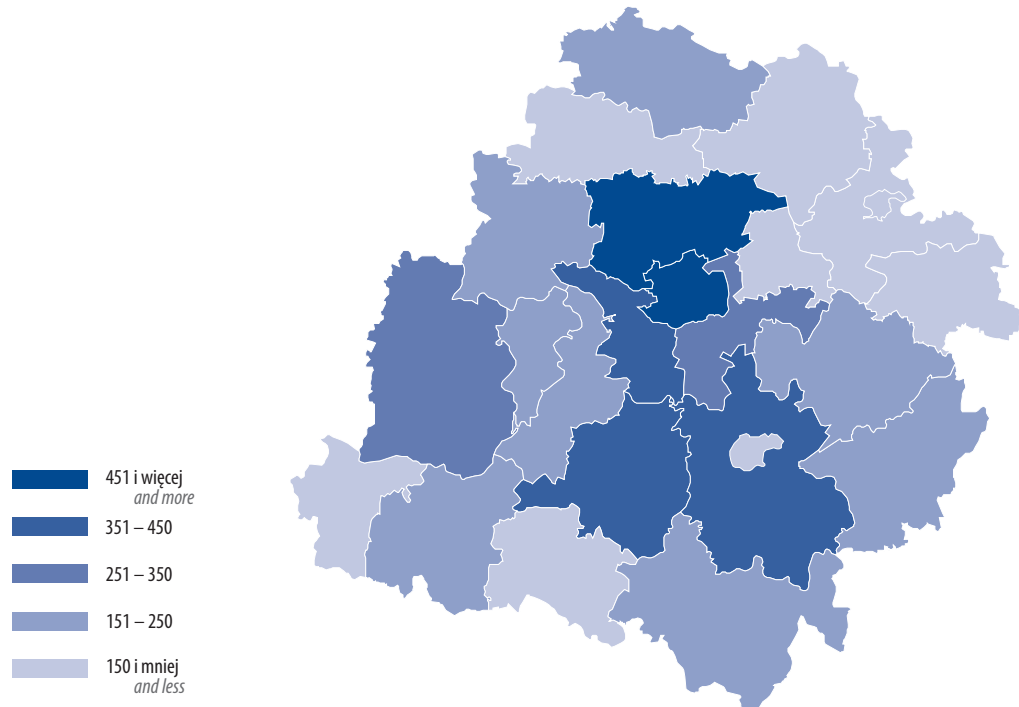 451 i więcej
and more
351 – 450
251 – 350
151 – 250
150 i mniej
and less